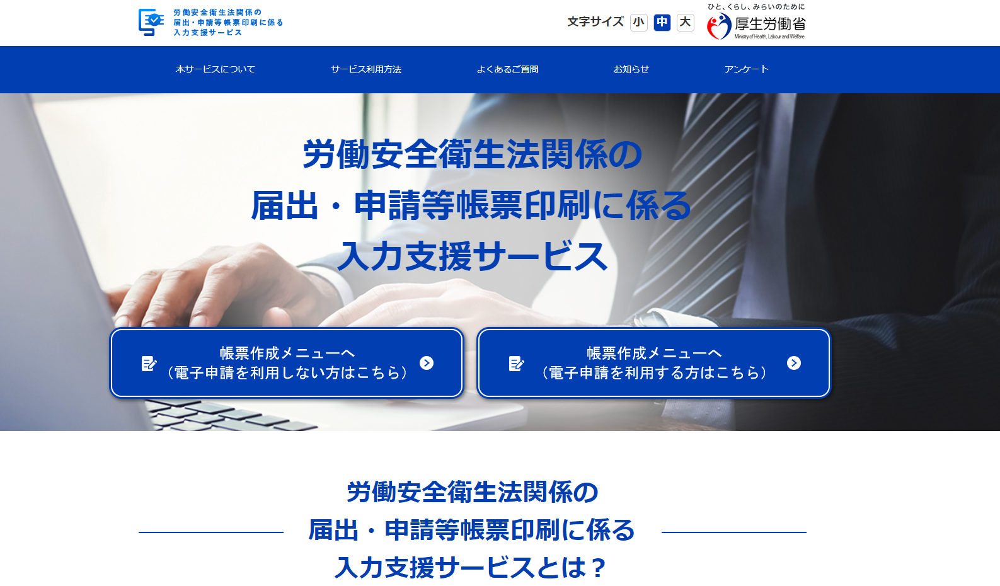 労働安全衛生法関係の
届出・申請等帳票印刷に係る
入力支援サービス
文字サイズ 小 中 大
ひと、くらし、みらいのために
厚生労働省
Ministry of Health, Labour and Welfare
本サービスについて サービス利用方法 よくあるご質問 お知らせ アンケート
労働安全衛生法関係の
届出・申請等帳票印刷に係る
入力支援サービス
帳票作成メニューへ
（電子申請を利用しない方はこちら）
帳票作成メニューへ
（電子申請を利用する方はこちら）
労働安全衛生法関係の
届出・申請等帳票印刷に係る
入力支援サービスとは？